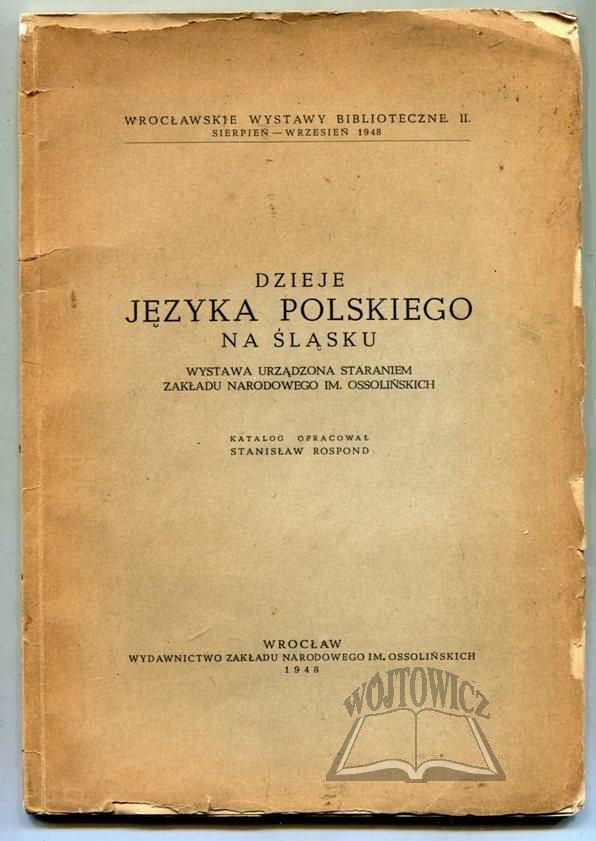 WROCŁAWSKIE WYSTAWY BIBLIOTECZNE. II.
SIERPIEŃ — WRZESIEŃ 1948
DZIEJE
JĘZYKA POLSKIEGO
NA ŚLĄSKU
WYSTAWA URZĄDZONA STARANIEM
ZAKŁADU NARODOWEGO IM. OSSOLIŃSKICH
KATALOG OPRACOWAŁ
STANISŁAW ROSPOND
WROCŁAW
WYDAWNICTWO ZAKŁADU NARODOWEGO IM. OSSOLIŃSKICH
1948
WÓJTOWICZ